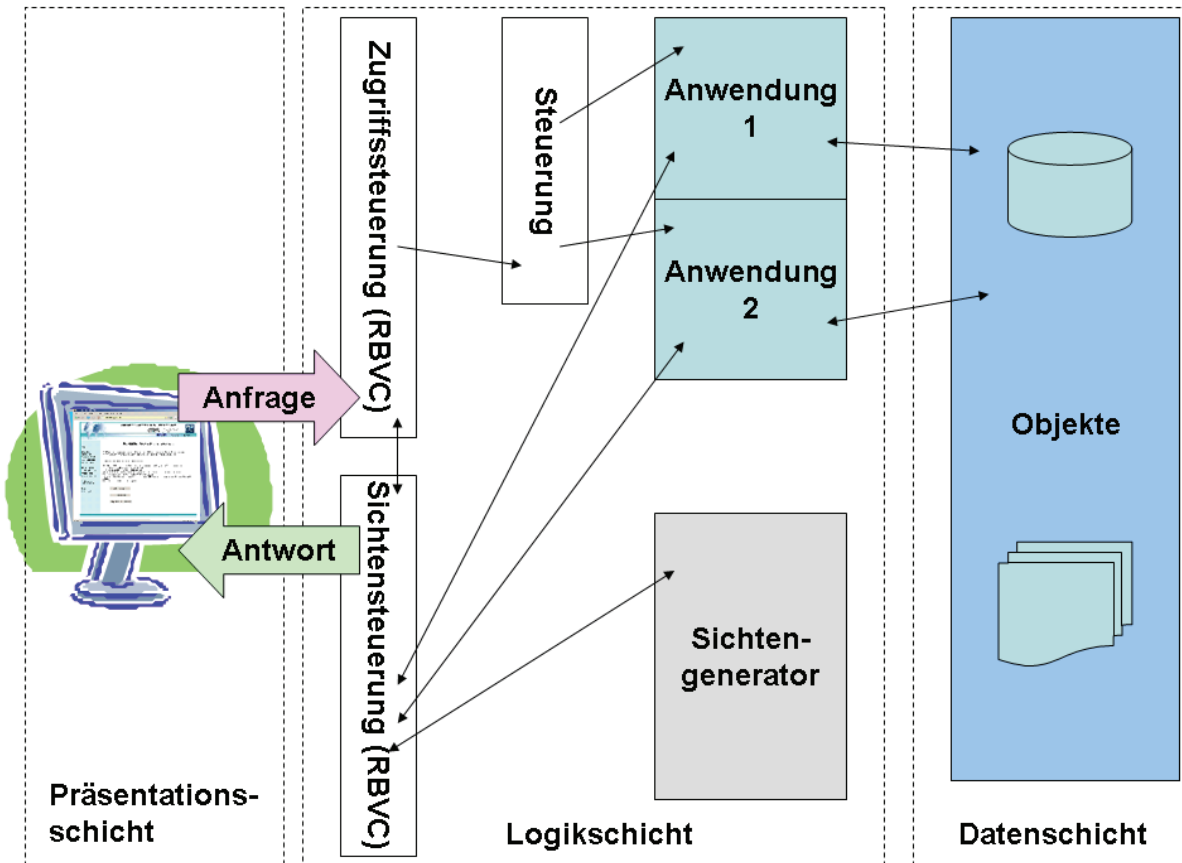 Zugriffssteuerung (RBVC)
Steuerung
Anwendung
1
Anwendung
2
Anfrage
Objekte
Antwort
Sichtensteuerung (RBVC)
Sichten-
generator
Präsentations-
schicht
Logikschicht
Datenschicht